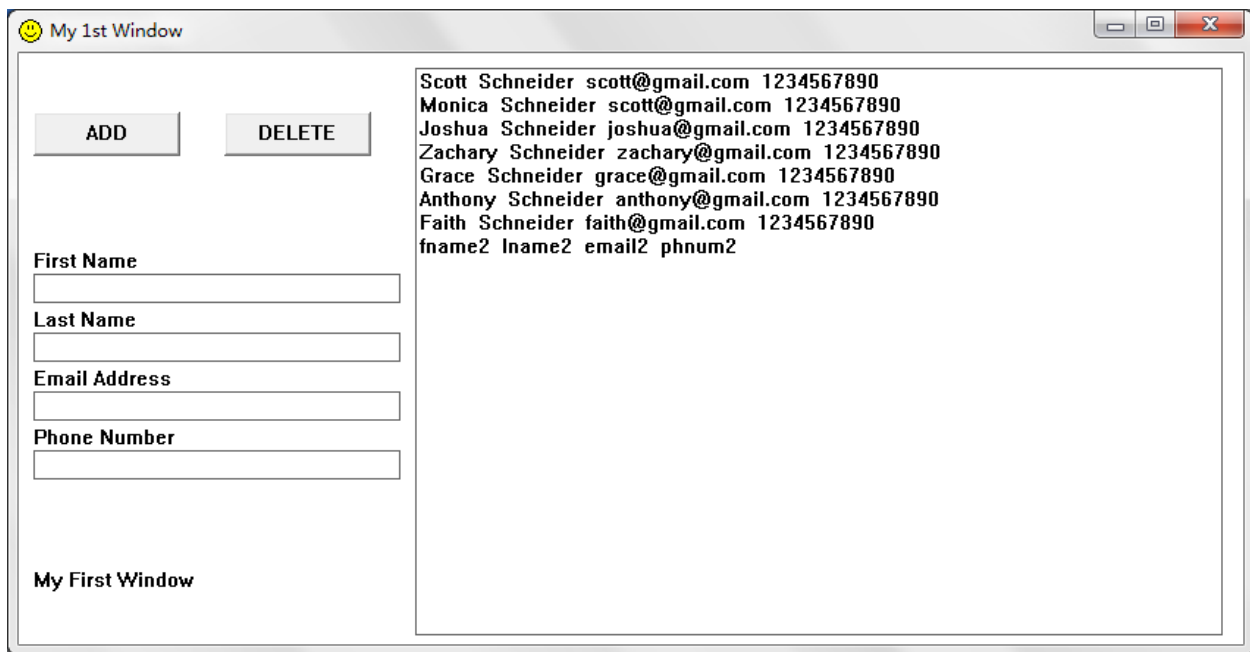 My 1st Window
ADD
DELETE
First Name
Last Name
Email Address
Phone Number
My First Window
Scott Schneider scott@gmail.com 1234567890
Monica Schneider scott@gmail.com 1234567890
Joshua Schneider joshua@gmail.com 1234567890
Zachary Schneider zachary@gmail.com 1234567890
Grace Schneider grace@gmail.com 1234567890
Anthony Schneider anthony@gmail.com 1234567890
Faith Schneider faith@gmail.com 1234567890
fname2 lname2 email2 phnum2